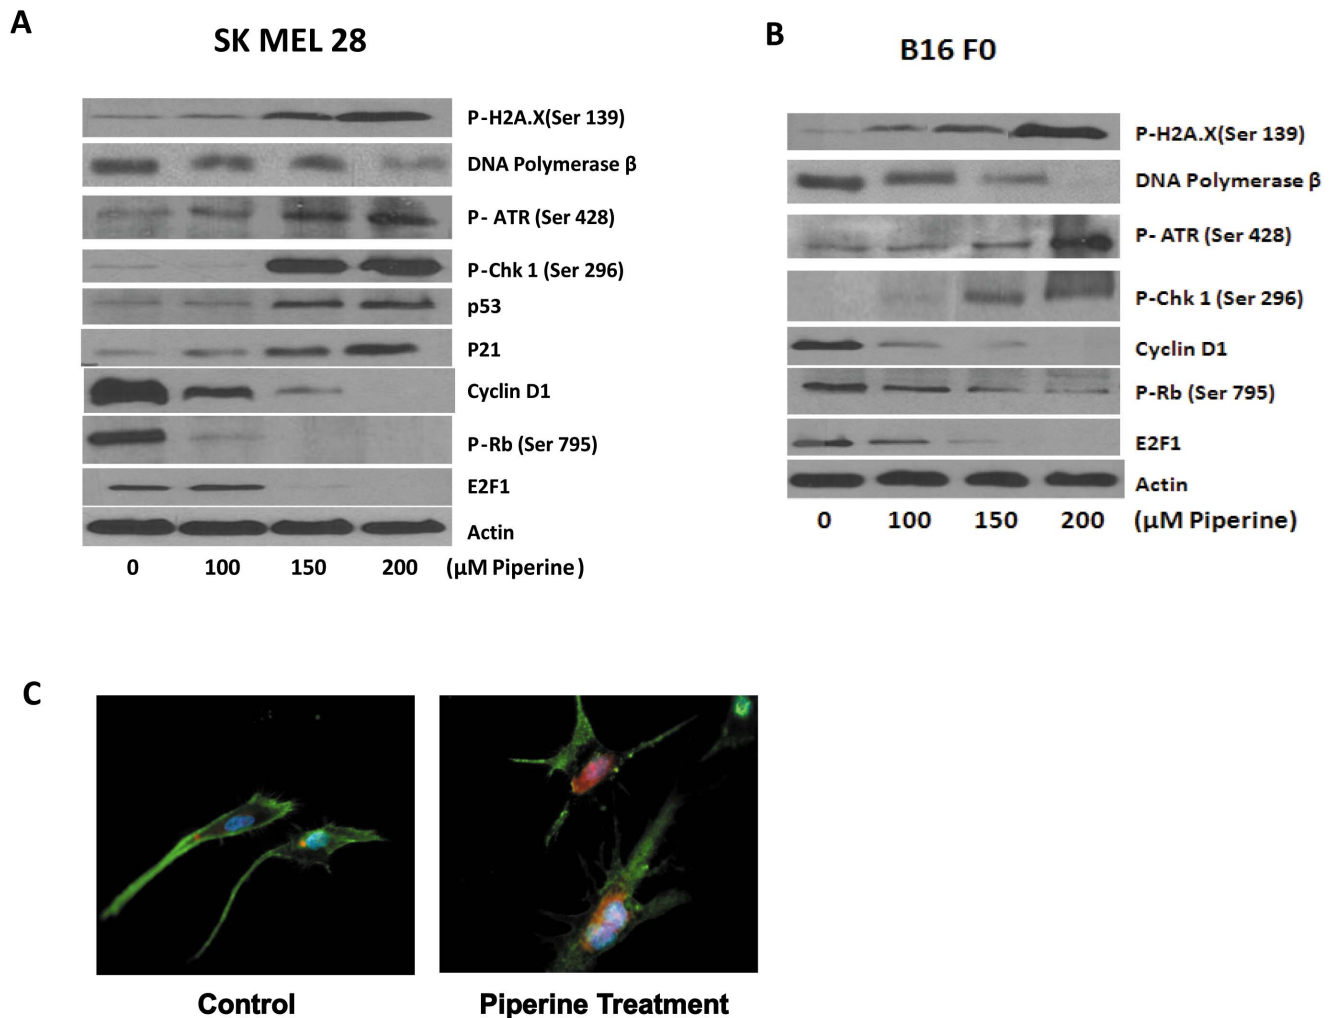 A
SK MEL 28
P-H2A.X(Ser 139)
DNA Polymerase β
P- ATR (Ser 428)
P-Chk 1 (Ser 296)
p53
P21
Cyclin D1
P-Rb (Ser 795)
E2F1
Actin
0 100 150 200 (μM Piperine)
B
B16 F0
P-H2A.X(Ser 139)
DNA Polymerase β
P- ATR (Ser 428)
P-Chk 1 (Ser 296)
Cyclin D1
P-Rb (Ser 795)
E2F1
Actin
0 100 150 200 (μM Piperine)
C
Control Piperine Treatment